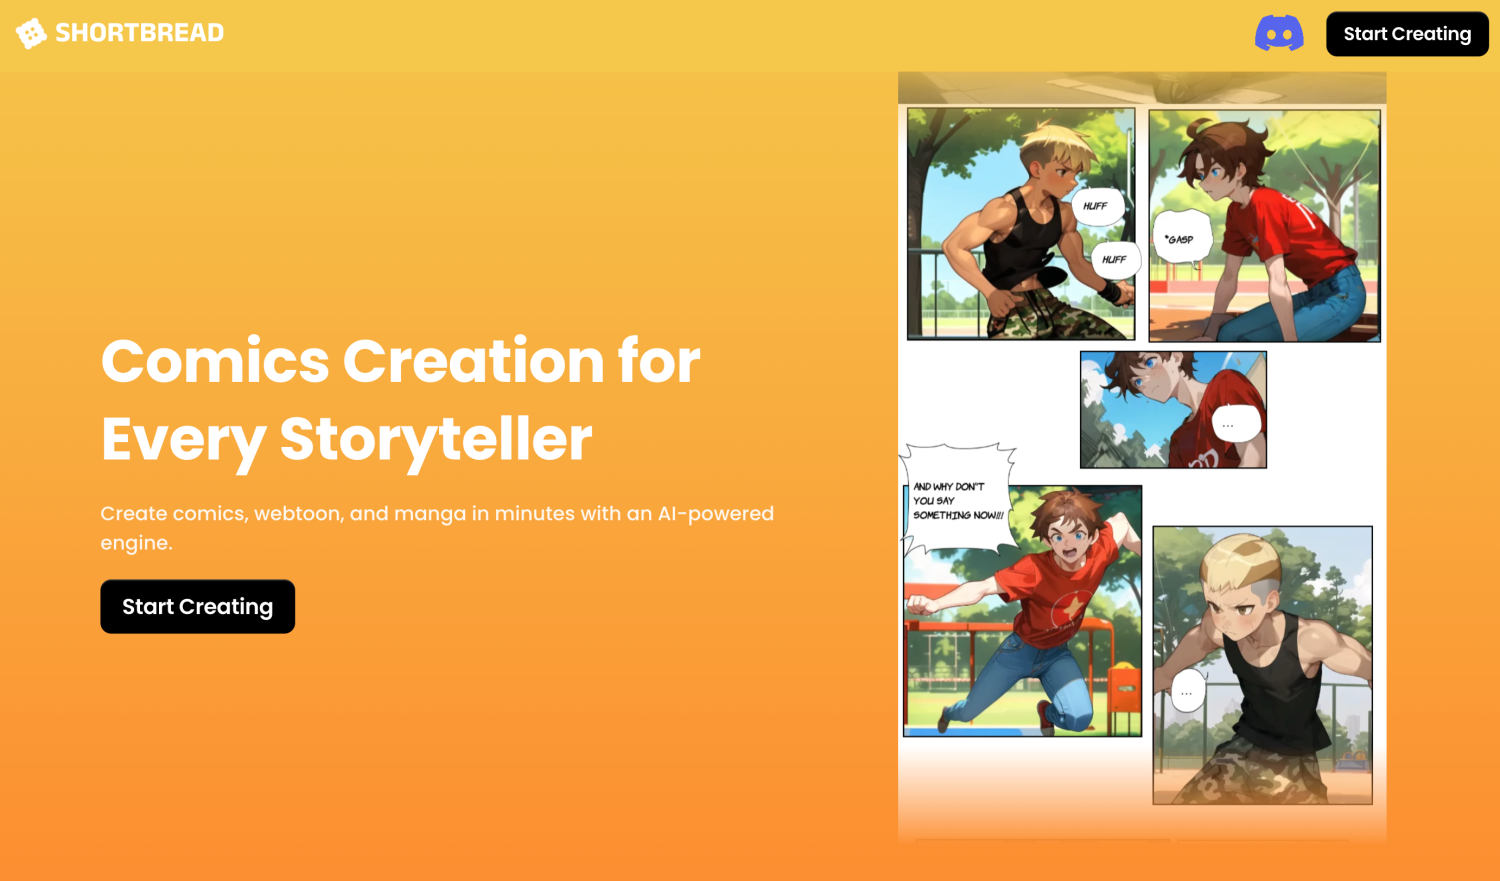 SHORTBREAD
Start Creating
Comics Creation for
Every Storyteller
Create comics, webtoon, and manga in minutes with an AI-powered
engine.
Start Creating
HUFF
HUFF
*GASP
...
AND WHY DON'T
YOU SAY
SOMETHING NOW!!!
...